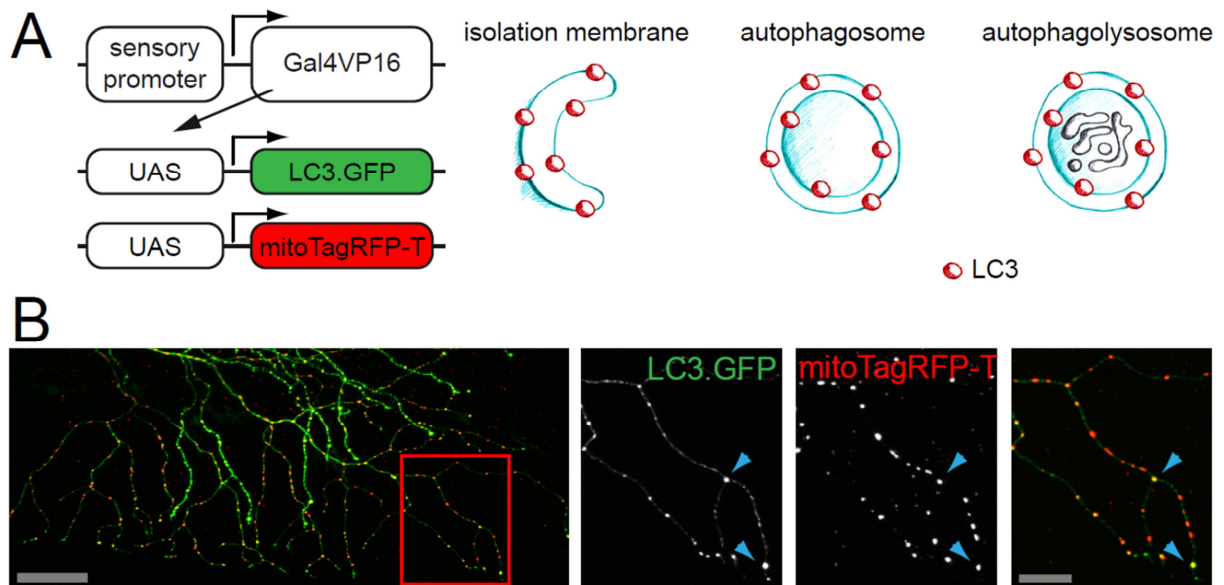 A
sensory
promoter
Gal4VP16
UAS
LC3.GFP
UAS
mitoTagRFP-T
isolation membrane
autophagosome
autophagolysosome
LC3
B
LC3.GFP
mitoTagRFP-T